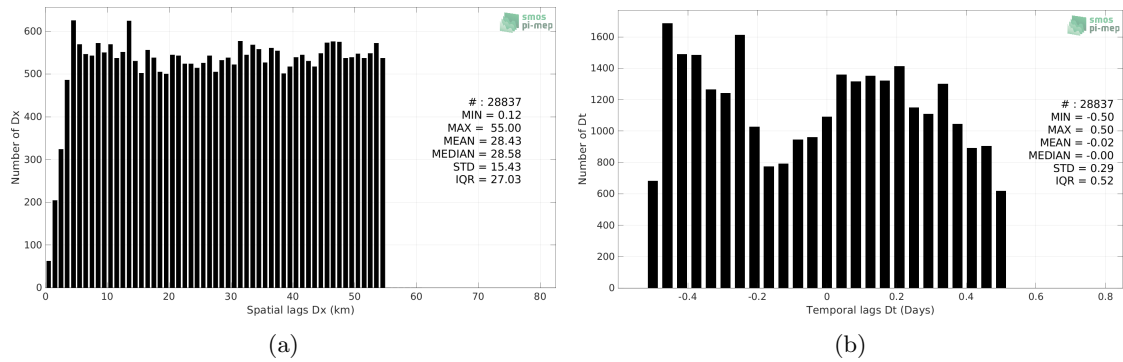 600
500
400
300
200
100
0
Number of Dx
0 10 20 30 40 50 60 70 80
Spatial lags Dx (km)
smos
pi-mep
# : 28837
MIN = 0.12
MAX = 55.00
MEAN = 28.43
MEDIAN = 28.58
STD = 15.43
IQR = 27.03
(a)
1600
1400
1200
1000
800
600
400
200
0
Number of Dt
-0.4 -0.2 0 0.2 0.4 0.6 0.8
Temporal lags Dt (Days)
smos
pi-mep
# : 28837
MIN = -0.50
MAX = 0.50
MEAN = -0.02
MEDIAN = -0.00
STD = 0.29
IQR = 0.52
(b)